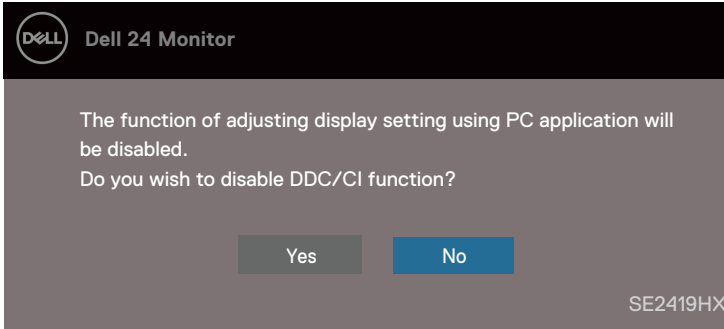 DELL
Dell 24 Monitor
The function of adjusting display setting using PC application will
be disabled.
Do you wish to disable DDC/CI function?
Yes
No
SE2419HX